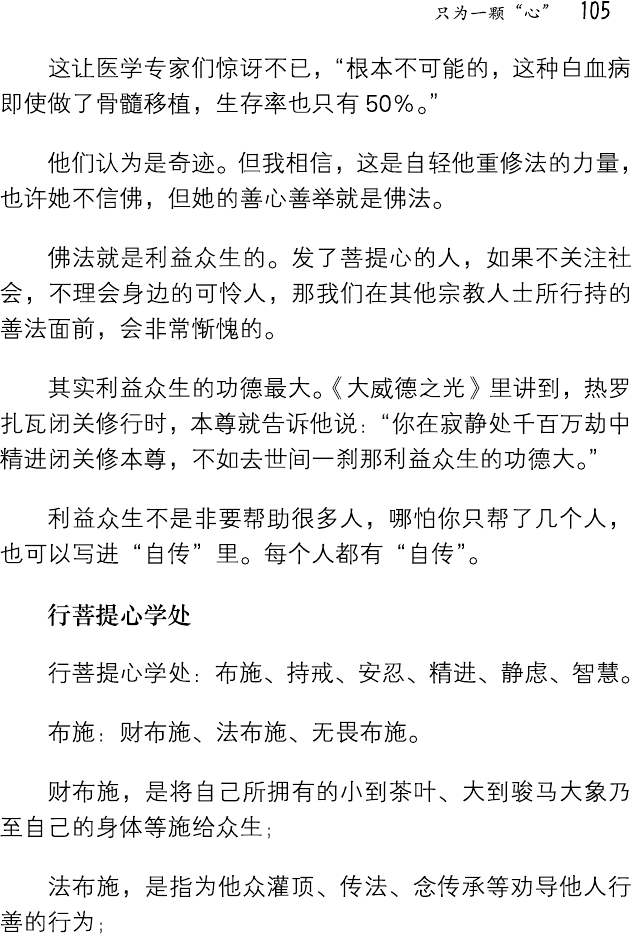 只为一颗“心” 105
这让医学专家们惊讶不已，“根本不可能的，这种白血病
即使做了骨髓移植，生存率也只有 50%。”
他们认为是奇迹。但我相信，这是自轻他重修法的力量，
也许她不信佛，但她的善心善举就是佛法。
佛法就是利益众生的。发了菩提心的人，如果不关注社
会，不理会身边的可怜人，那我们在其他宗教人士所行持的
善法面前，会非常惭愧的。
其实利益众生的功德最大。《大威德之光》里讲到，热罗
扎瓦闭关修行时，本尊就告诉他说：“你在寂静处千百万劫中
精进闭关修本尊，不如去世间一刹那利益众生的功德大。”
利益众生不是非要帮助很多人，哪怕你只帮了几个人，
也可以写进“自传”里。每个人都有“自传”。
行菩提心学处
行菩提心学处：布施、持戒、安忍、精进、静虑、智慧。
布施：财布施、法布施、无畏布施。
财布施，是将自己所拥有的小到茶叶、大到骏马大象乃
至自己的身体等施给众生；
法布施，是指为他众灌顶、传法、念传承等劝导他人行
善的行为；